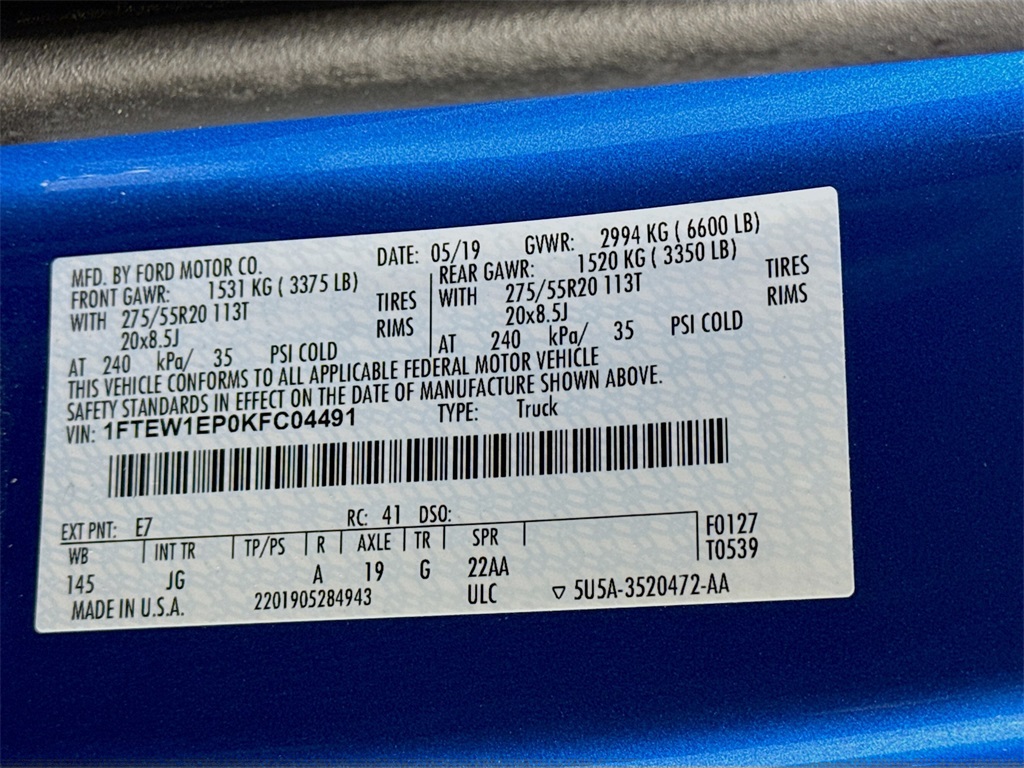 MFD. BY FORD MOTOR CO. DATE: 05/19 GVWR: 2994 KG ( 6600 LB)
FRONT GAWR: 1531 KG ( 3375 LB) REAR GAWR: 1520 KG ( 3350 LB)
WITH 275/55R20 113T TIRES WITH 275/55R20 113T TIRES
20x8.5J RIMS 20x8.5J RIMS
AT 240 kPa/ 35 PSI COLD AT 240 kPa/ 35 PSI COLD
THIS VEHICLE CONFORMS TO ALL APPLICABLE FEDERAL MOTOR VEHICLE
SAFETY STANDARDS IN EFFECT ON THE DATE OF MANUFACTURE SHOWN ABOVE.
VIN: 1FTEW1EP0KFC04491 TYPE: Truck
EXT PNT: E7 RC: 41 DSO:
WB INT TR TP/PS R AXLE TR SPR F0127
145 JG A 19 G 22AA T0539
MADE IN U.S.A. 2201905284943 ULC ▽ 5U5A-3520472-AA